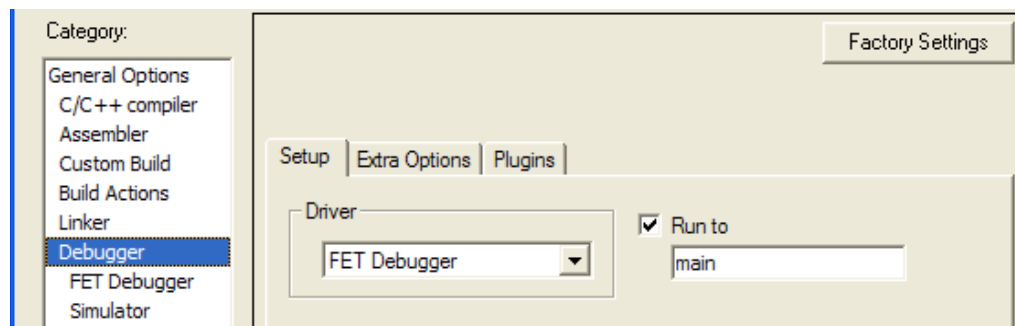 Category:
Factory Settings
General Options
C/C++ compiler
Assembler
Custom Build
Build Actions
Linker
Debugger
FET Debugger
Simulator
Setup Extra Options Plugins
Driver
FET Debugger
Run to
main